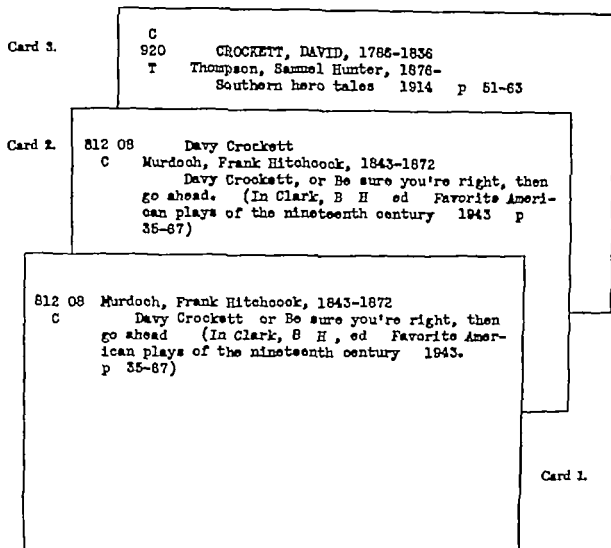 Card 3.
C
920 CROCKETT, DAVID, 1786-1836
T Thompson, Samuel Hunter, 1876-
Southern hero tales 1914 p 51-63
Card 2.
812 08 Davy Crockett
C Murdoch, Frank Hitchcock, 1843-1872
Davy Crockett, or Be sure you're right, then
go ahead. (In Clark, B H ed Favorite Ameri-
can plays of the nineteenth century 1943 p
35-67)
812 08 Murdoch, Frank Hitchcock, 1843-1872
C Davy Crockett or Be sure you're right, then
go ahead (In Clark, B H , ed Favorite Amer-
ican plays of the nineteenth century 1943.
p 35-67)
Card 1.